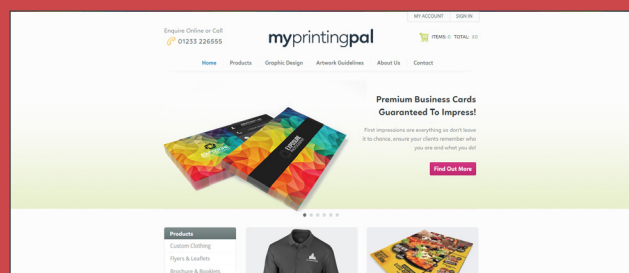 MY ACCOUNT SIGN IN
Enquire Online or Call
01233 226555
myprintingpal
ITEMS: 0 TOTAL: £0
Home Products Graphic Design Artwork Guidelines About Us Contact
Premium Business Cards
Guaranteed To Impress!
First impressions are everything so don't leave
it to chance, ensure your clients remember who
you are and what you do!
Find Out More
EXPOSURE
Products
Custom Clothing
Flyers & Leaflets
Brochure & Booklets